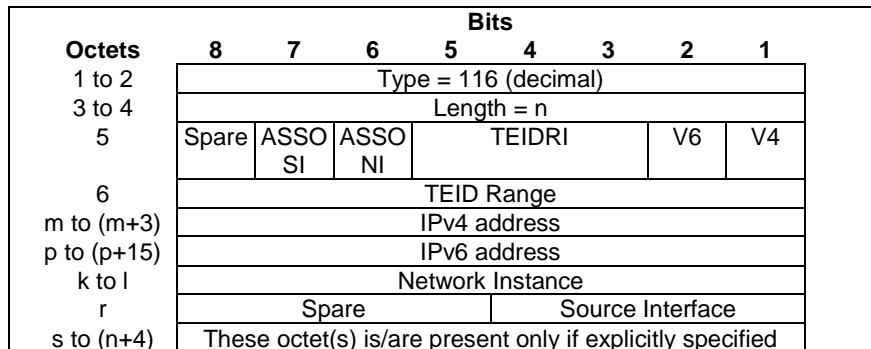 Bits
Octets 8 7 6 5 4 3 2 1
1 to 2 Type = 116 (decimal)
3 to 4 Length = n
5 Spare ASSO ASSO TEIDRI V6 V4
SI NI
6 TEID Range
m to (m+3) IPv4 address
p to (p+15) IPv6 address
k to l Network Instance
r Spare Source Interface
s to (n+4) These octet(s) is/are present only if explicitly specified